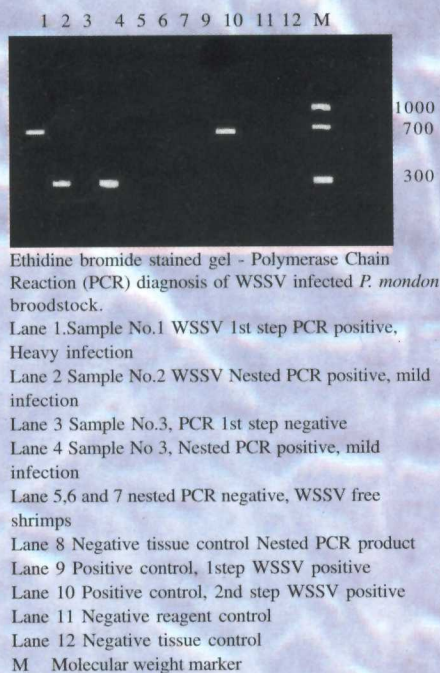 1 2 3 4 5 6 7 9 10 11 12 M
1000
700
300
Ethidine bromide stained gel - Polymerase Chain
Reaction (PCR) diagnosis of WSSV infected P. mondon
broodstock.
Lane 1.Sample No.1 WSSV 1st step PCR positive,
Heavy infection
Lane 2 Sample No.2 WSSV Nested PCR positive, mild
infection
Lane 3 Sample No.3, PCR 1st step negative
Lane 4 Sample No 3, Nested PCR positive, mild
infection
Lane 5,6 and 7 nested PCR negative, WSSV free
shrimps
Lane 8 Negative tissue control Nested PCR product
Lane 9 Positive control, 1step WSSV positive
Lane 10 Positive control, 2nd step WSSV positive
Lane 11 Negative reagent control
Lane 12 Negative tissue control
M Molecular weight marker